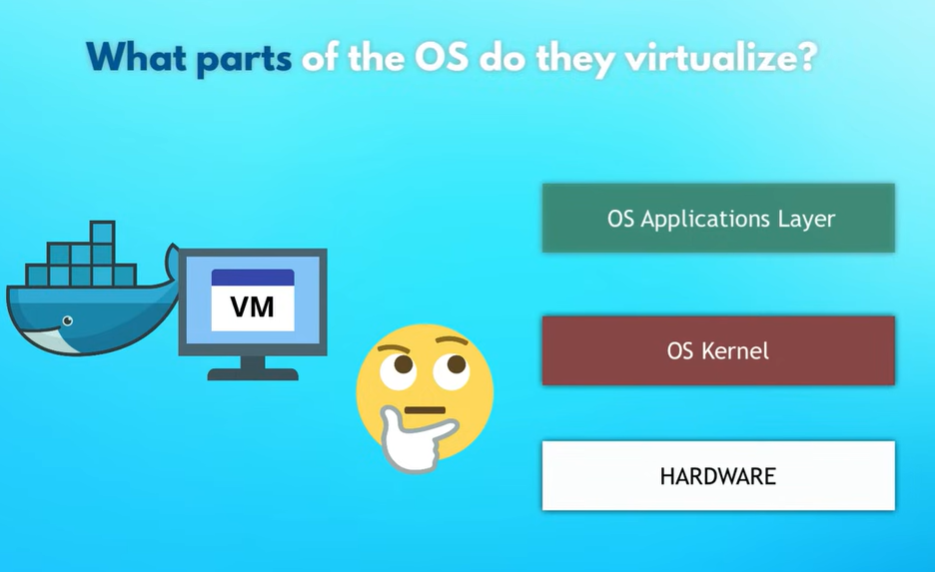 What parts of the OS do they virtualize?
OS Applications Layer
VM
OS Kernel
HARDWARE